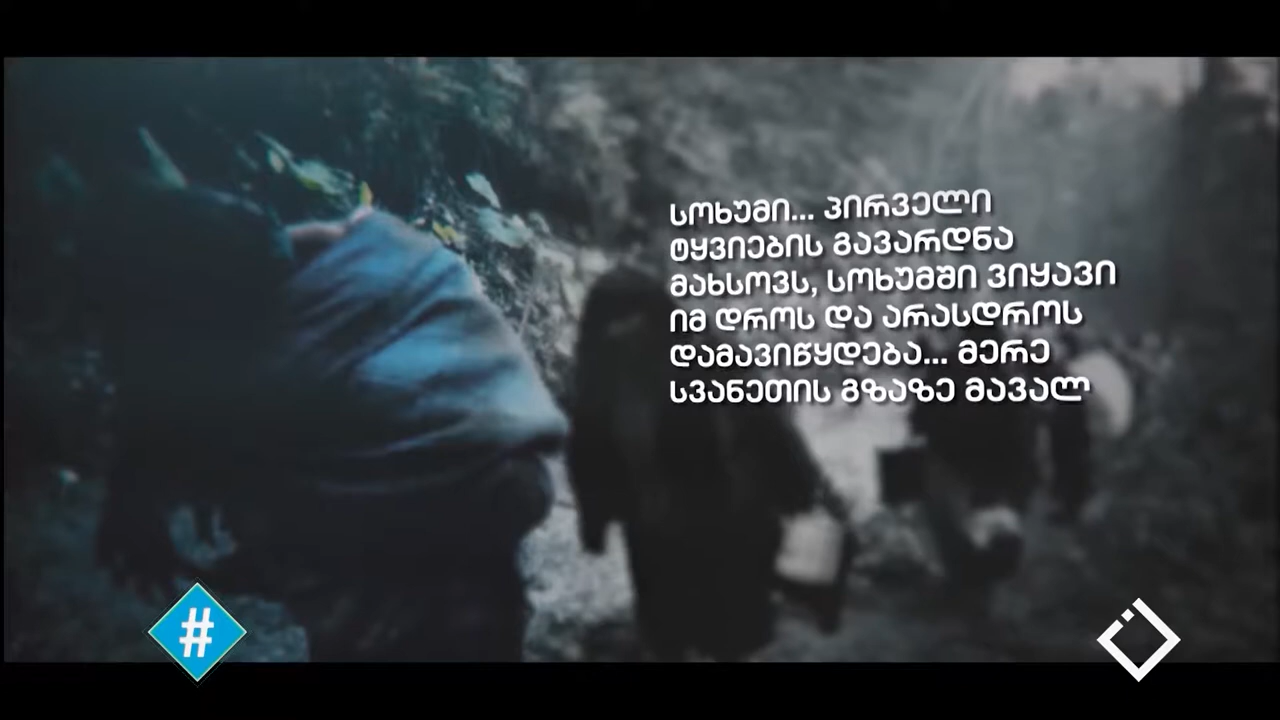 სოხუმი... პირველი
ტყვიების გავარდნა
მახსოვს, სოხუმში ვიყავი
იმ დროს და არასდროს
დამავიწყდება... მერე
სვანეთის გზაზე მავალ
#